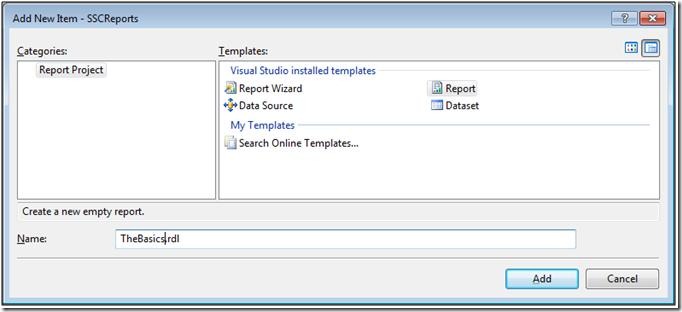 Add New Item - SSCReports
Categories:
Templates:
Report Project
Visual Studio installed templates
Report Wizard
Report
Data Source
Dataset
My Templates
Search Online Templates...
Create a new empty report.
Name:
TheBasics.rdl
Add
Cancel